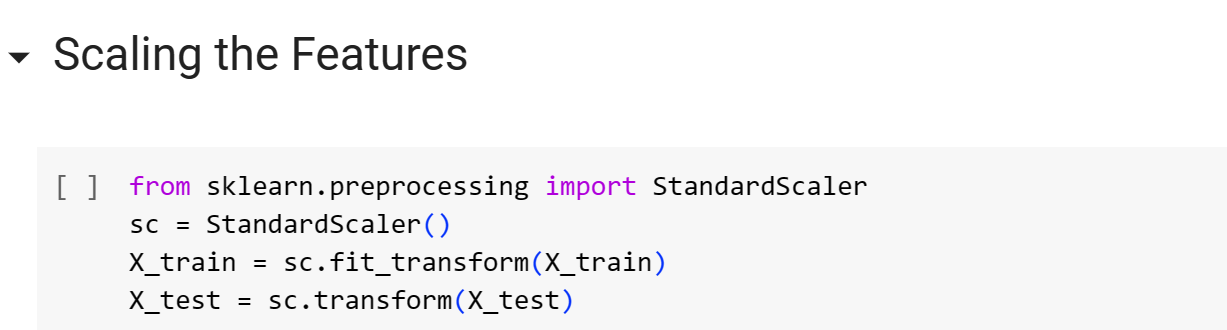 Scaling the Features
[ ] from sklearn.preprocessing import StandardScaler
sc = StandardScaler()
X_train = sc.fit_transform(X_train)
X_test = sc.transform(X_test)